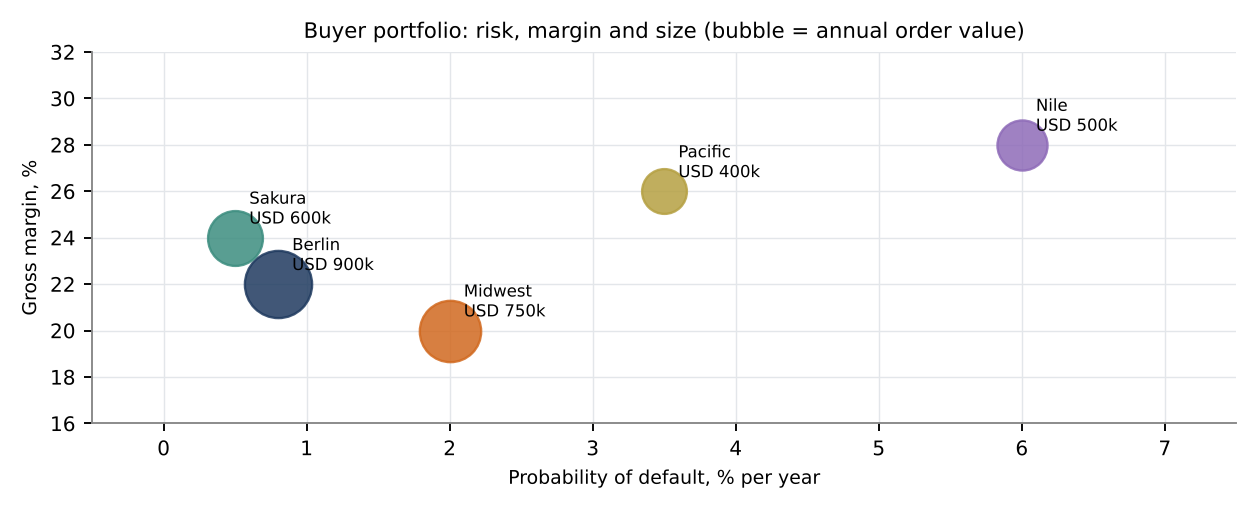 Buyer portfolio: risk, margin and size (bubble = annual order value)
Gross margin, %
32
30
28
26
24
22
20
18
16
Nile
USD 500k
Pacific
USD 400k
Sakura
USD 600k
Berlin
USD 900k
Midwest
USD 750k
0 1 2 3 4 5 6 7
Probability of default, % per year